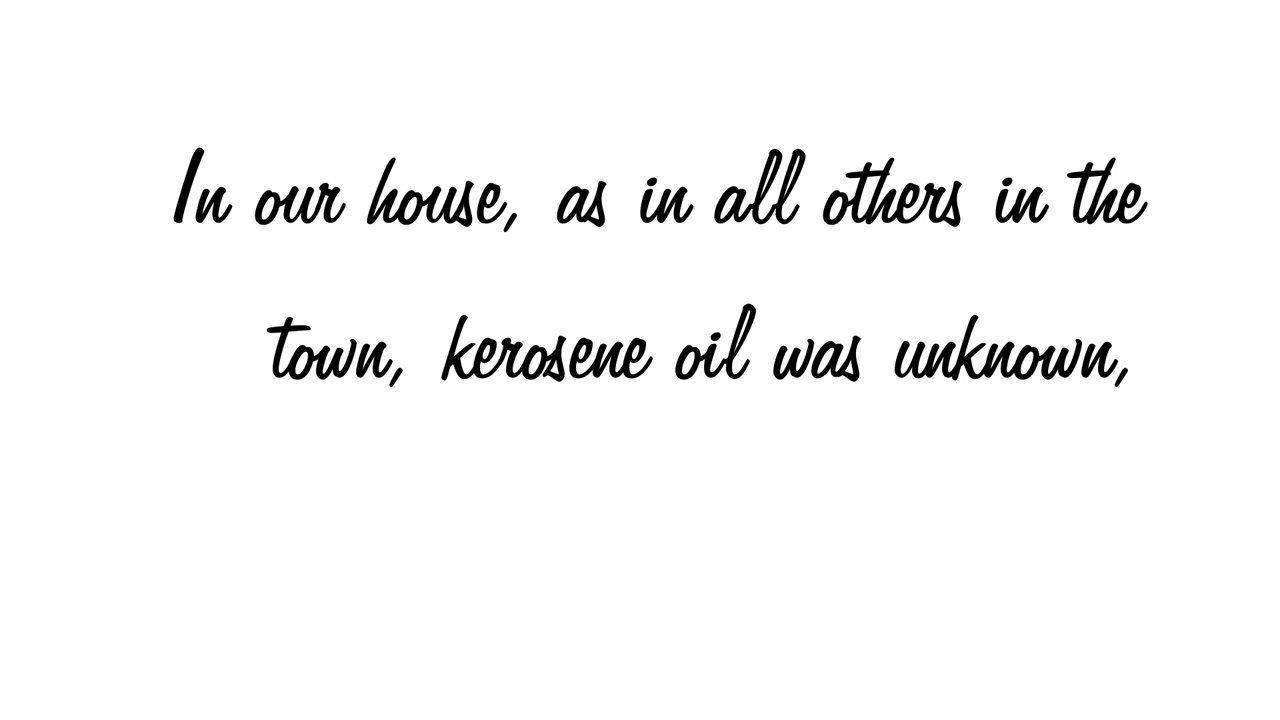 In our house, as in all others in the
town, kerosene oil was unknown,